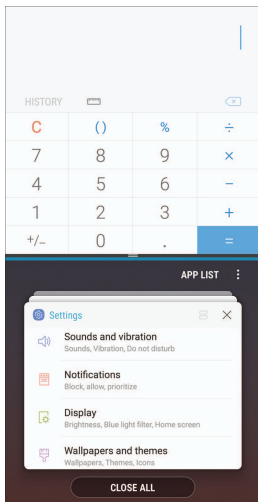 HISTORY
C () % ÷
7 8 9 ×
4 5 6 −
1 2 3 +
+/− 0 . =
APP LIST
Settings
Sounds and vibration
Sounds, Vibration, Do not disturb
Notifications
Block, allow, prioritize
Display
Brightness, Blue light filter, Home screen
Wallpapers and themes
Wallpapers, Themes, Icons
CLOSE ALL